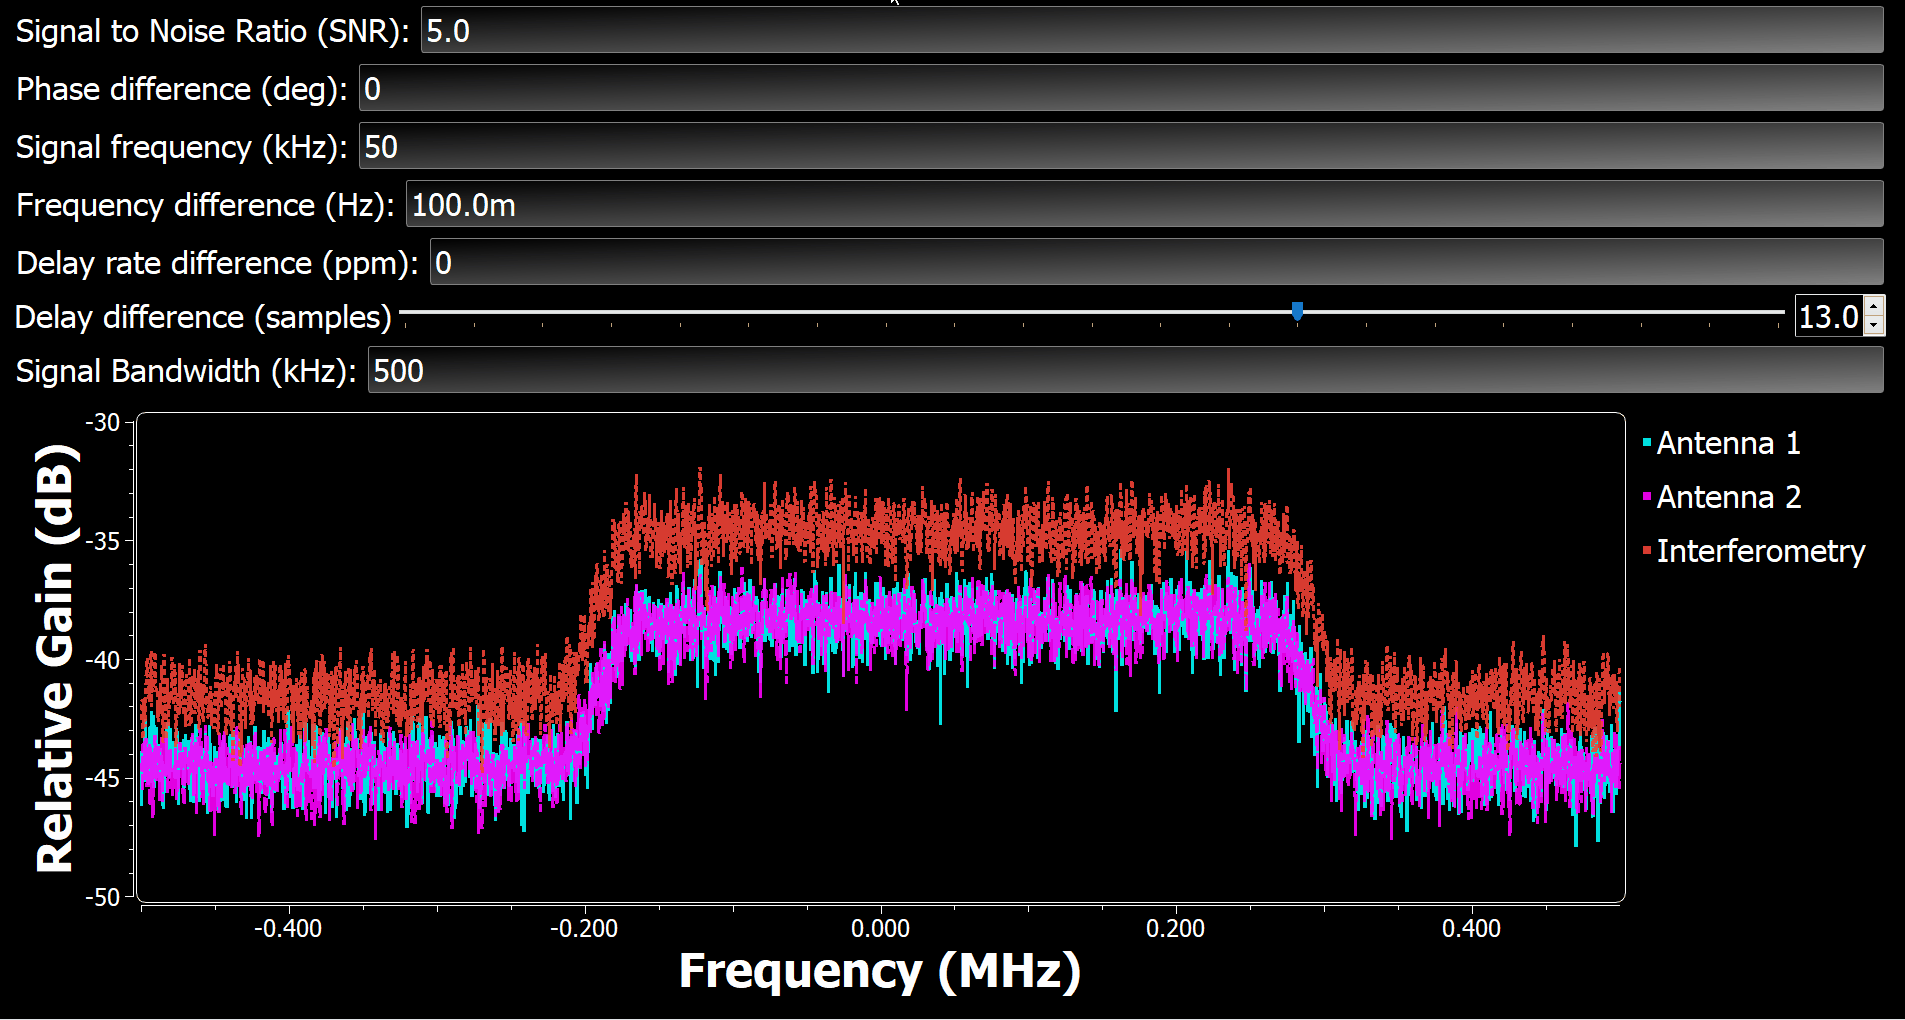 Signal to Noise Ratio (SNR): 5.0
Phase difference (deg): 0
Signal frequency (kHz): 50
Frequency difference (Hz): 100.0m
Delay rate difference (ppm): 0
Delay difference (samples) 13.0
Signal Bandwidth (kHz): 500
-30
-35
-40
-45
-50
Relative Gain (dB)
Antenna 1
Antenna 2
Interferometry
-0.400 -0.200 0.000 0.200 0.400
Frequency (MHz)